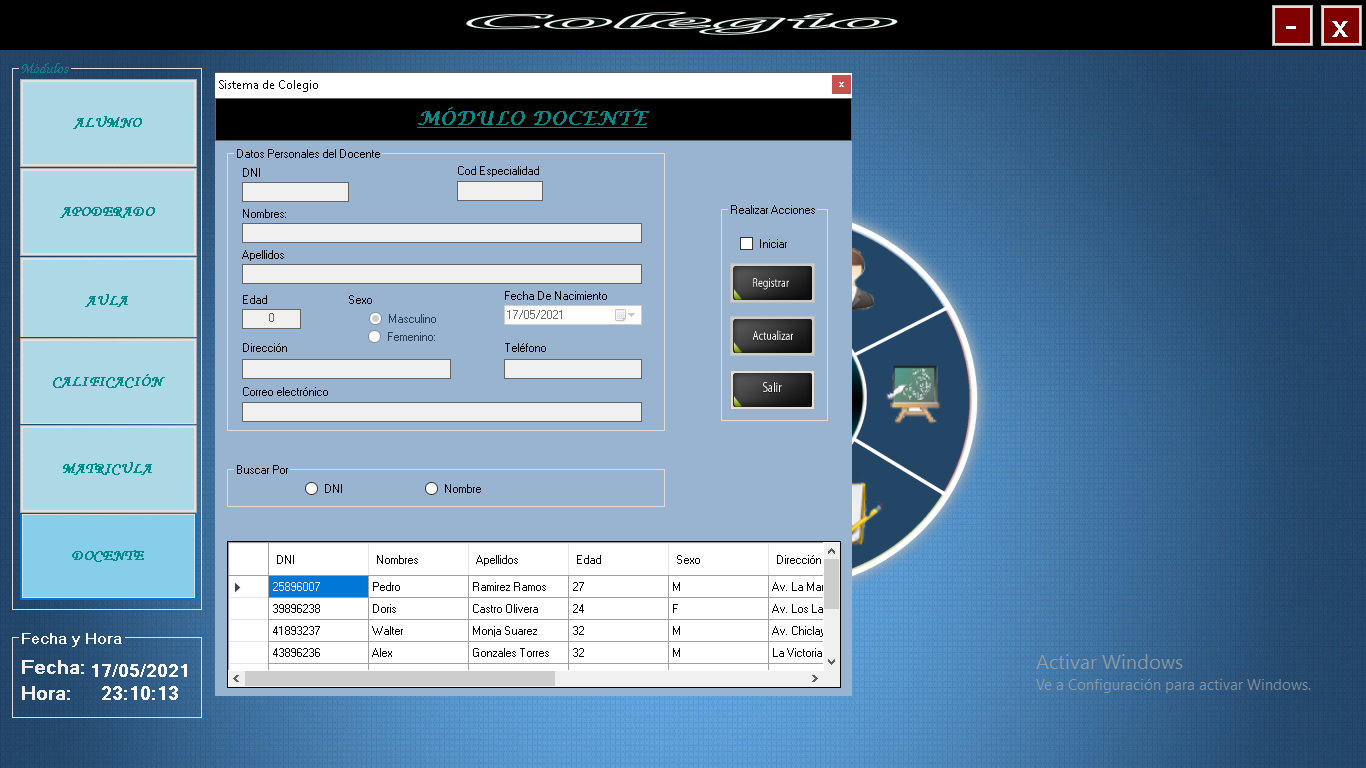 Colegio
- x
Módulos
ALUMNO
APODERADO
AULA
CALIFICACIÓN
MATRICULA
DOCENTE
Fecha y Hora
Fecha: 17/05/2021
Hora: 23:10:13
Sistema de Colegio x
MÓDULO DOCENTE
Datos Personales del Docente
DNI Cod Especialidad
Nombres:
Apellidos
Edad Sexo Fecha De Nacimiento
0 Masculino 17/05/2021
Femenino:
Dirección Teléfono
Correo electrónico
Realizar Acciones
Iniciar
Registrar
Actualizar
Salir
Buscar Por
DNI Nombre
DNI Nombres Apellidos Edad Sexo Dirección
25896007 Pedro Ramirez Ramos 27 M Av. La Mar
39896238 Doris Castro Olivera 24 F Av. Los La
41893237 Walter Monja Suarez 32 M Av. Chiclay
43896236 Alex Gonzales Torres 32 M La Victoria
Activar Windows
Ve a Configuración para activar Windows.